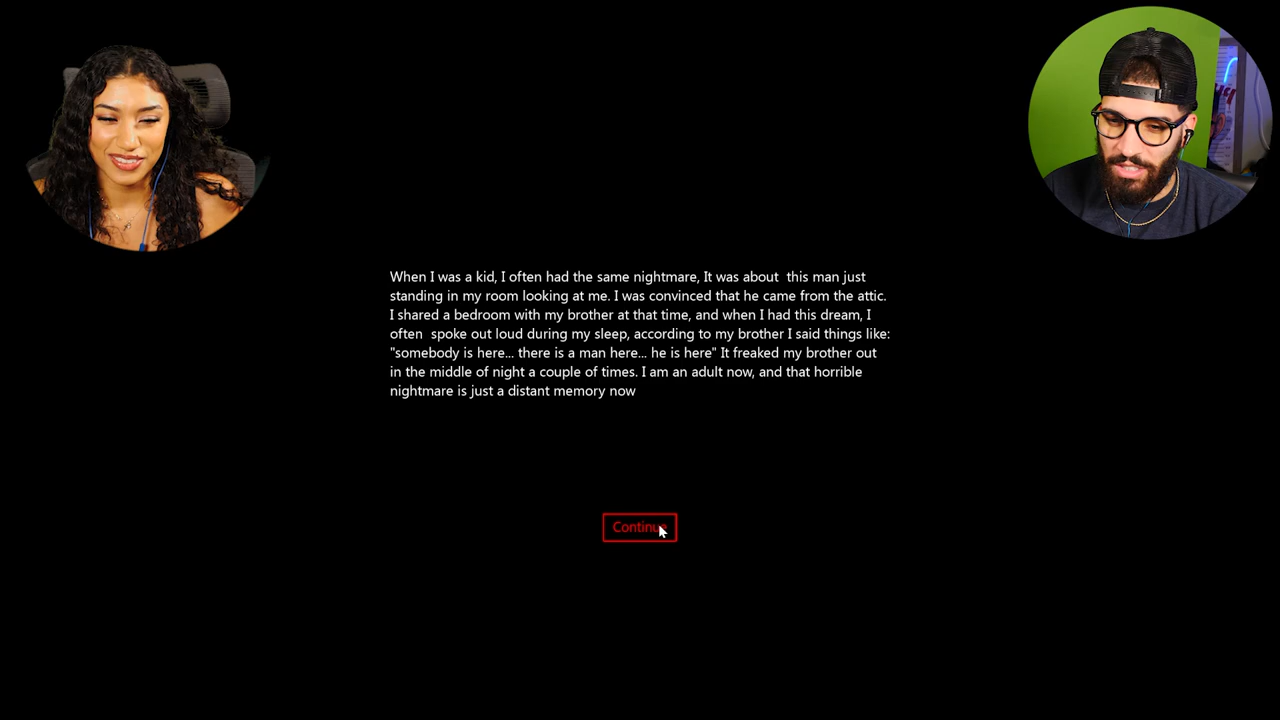 When I was a kid, I often had the same nightmare, It was about  this man just
standing in my room looking at me. I was convinced that he came from the attic.
I shared a bedroom with my brother at that time, and when I had this dream, I
often  spoke out loud during my sleep, according to my brother I said things like:
"somebody is here... there is a man here... he is here" It freaked my brother out
in the middle of night a couple of times. I am an adult now, and that horrible
nightmare is just a distant memory now
Continue